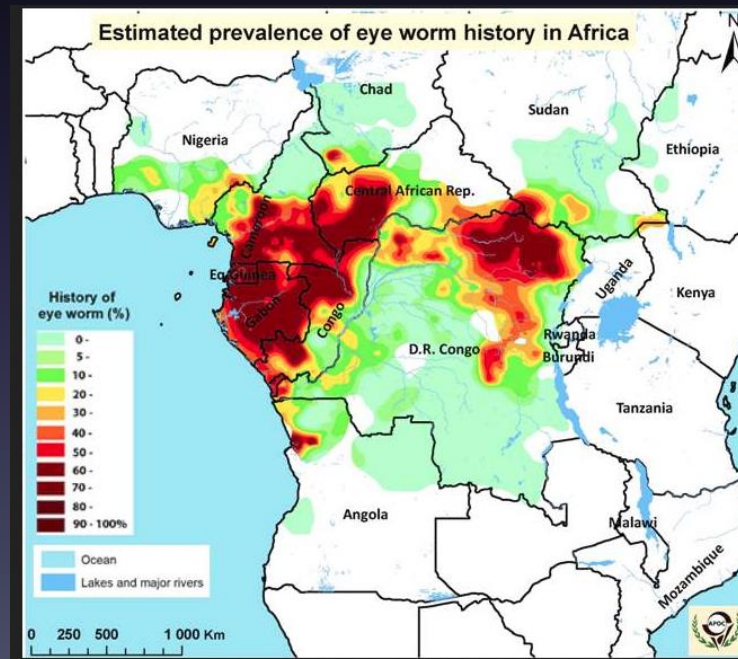 Estimated prevalence of eye worm history in Africa
N
Chad
Sudan
Nigeria
Ethiopia
Central African Rep.
Cameroon
Eq. Guinea
Uganda
Kenya
Gabon
Congo
Rwanda
D.R. Congo
Burundi
Tanzania
Angola
Malawi
Mozambique
History of
eye worm (%)
0 -
5 -
10 -
20 -
30 -
40 -
50 -
60 -
70 -
80 -
90 - 100%
Ocean
Lakes and major rivers
0 250 500 1 000 Km
APOC